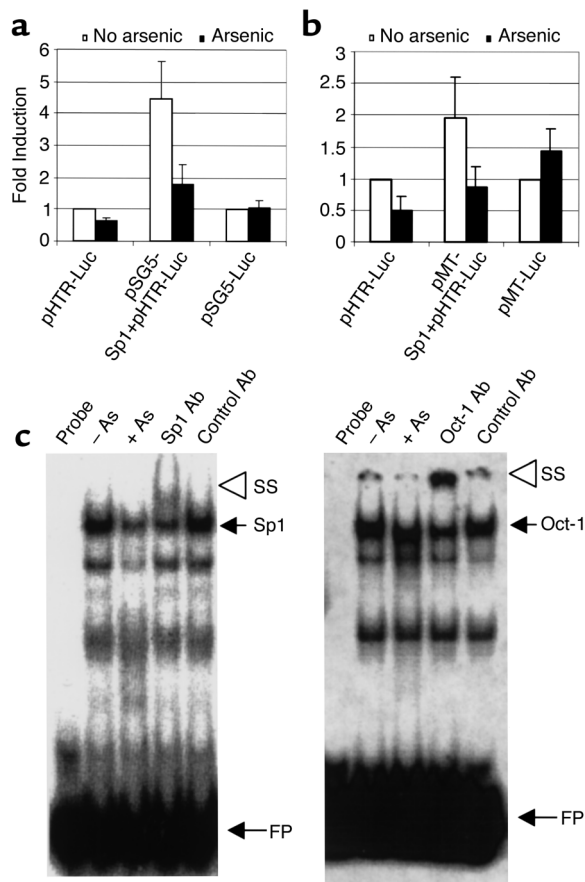 a
No arsenic Arsenic
Fold Induction
6
5
4
3
2
1
0
pHTR-Luc
pSG5-
Sp1+pHTR-Luc
pSG5-Luc
b
No arsenic Arsenic
3
2.5
2
1.5
1
0.5
0
pHTR-Luc
pMT-
Sp1+pHTR-Luc
pMT-Luc
c
Probe
– As
+ As
Sp1 Ab
Control Ab
SS
Sp1
FP
Probe
– As
+ As
Oct-1 Ab
Control Ab
SS
Oct-1
FP